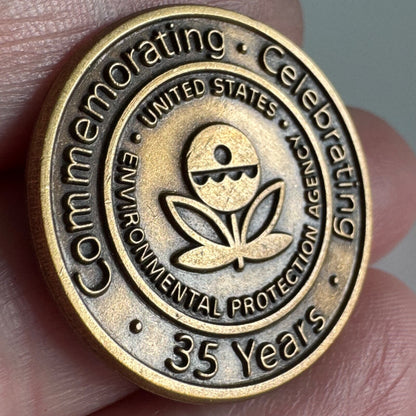 Commemorating · Celebrating
· 35 Years ·
· UNITED STATES ·
ENVIRONMENTAL PROTECTION AGENCY